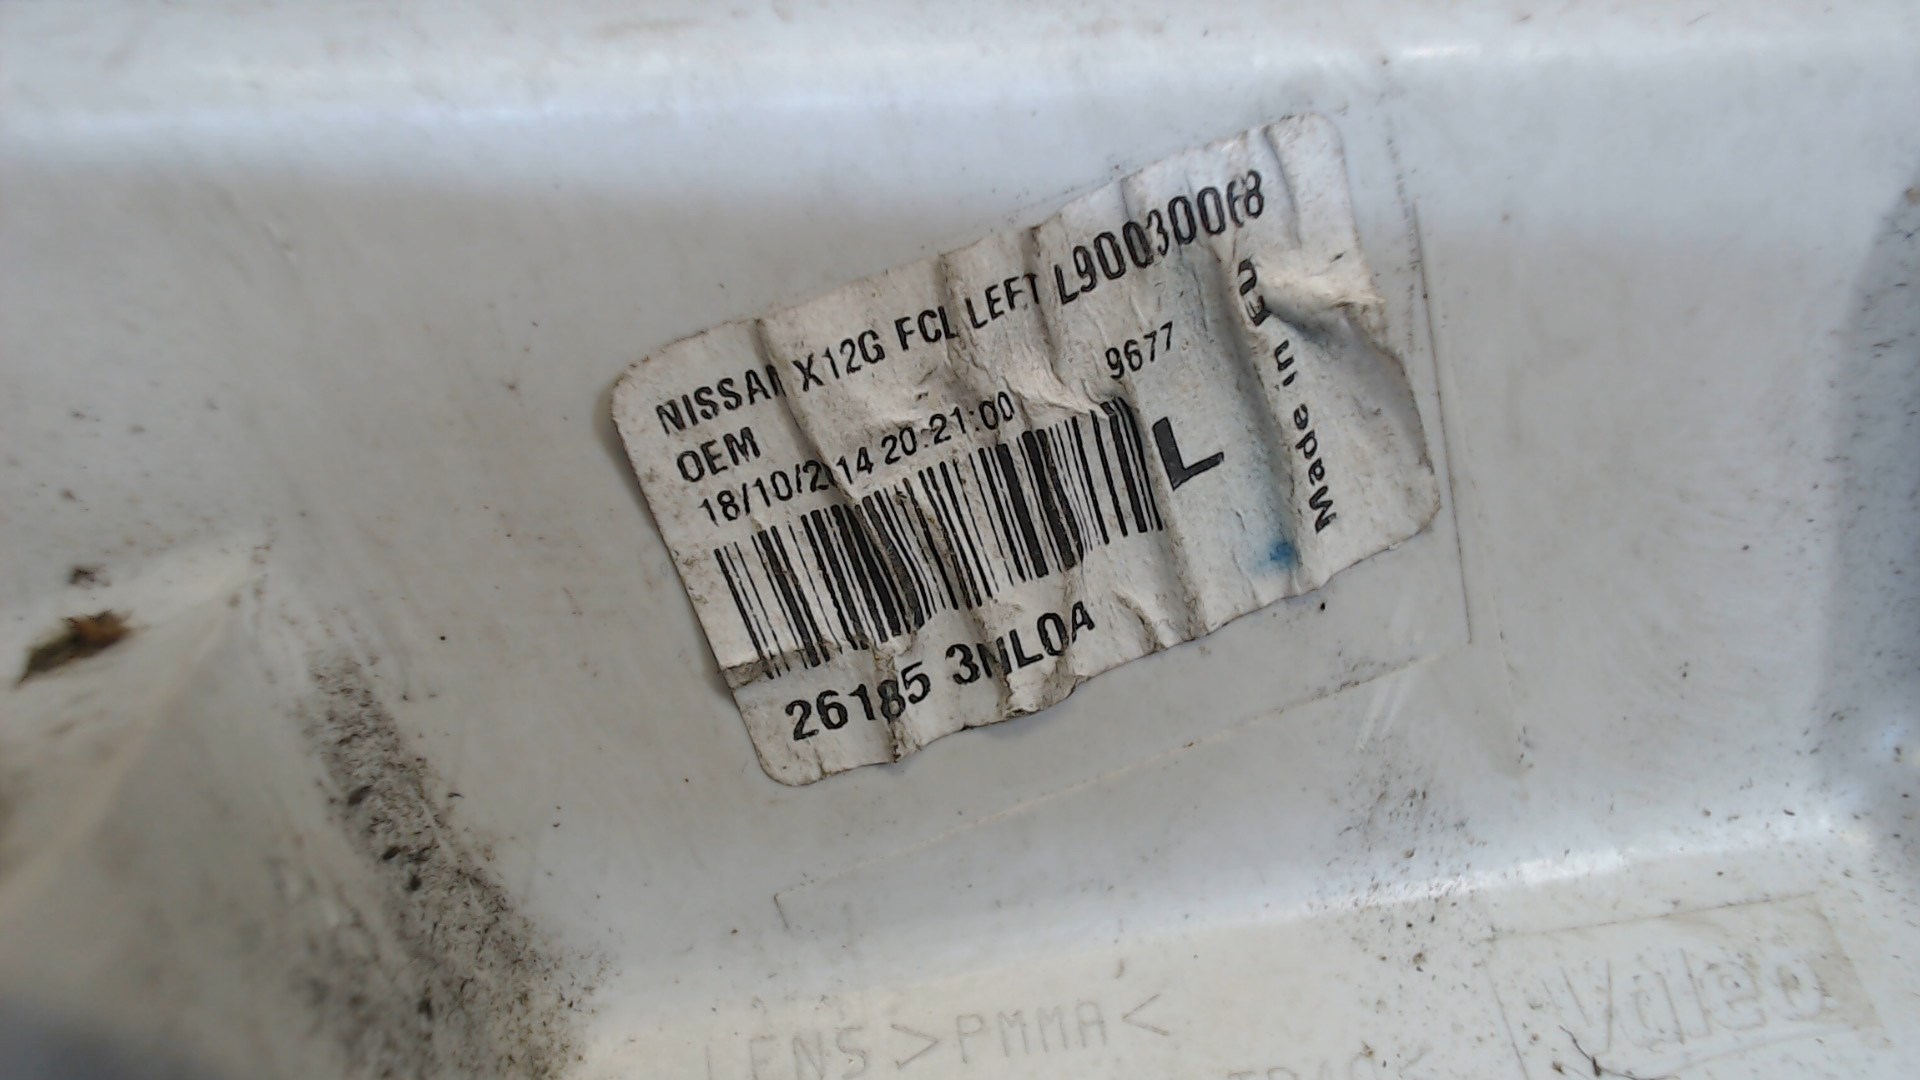 NISSAN X12G FCL LEFT L90030068
OEM
18/10/2014 20:21:00 9677
L
Made in EU
26185 3NL0A
LENS >PMMA<
Valeo